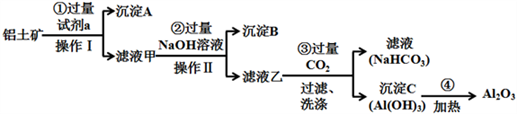 铝土矿
①过量
试剂a
操作Ⅰ
沉淀A
滤液甲
②过量
NaOH溶液
操作Ⅱ
沉淀B
滤液乙
③过量
CO₂
过滤、
洗涤
滤液
(NaHCO₃)
沉淀C
(Al(OH)₃)
④
加热
Al₂O₃